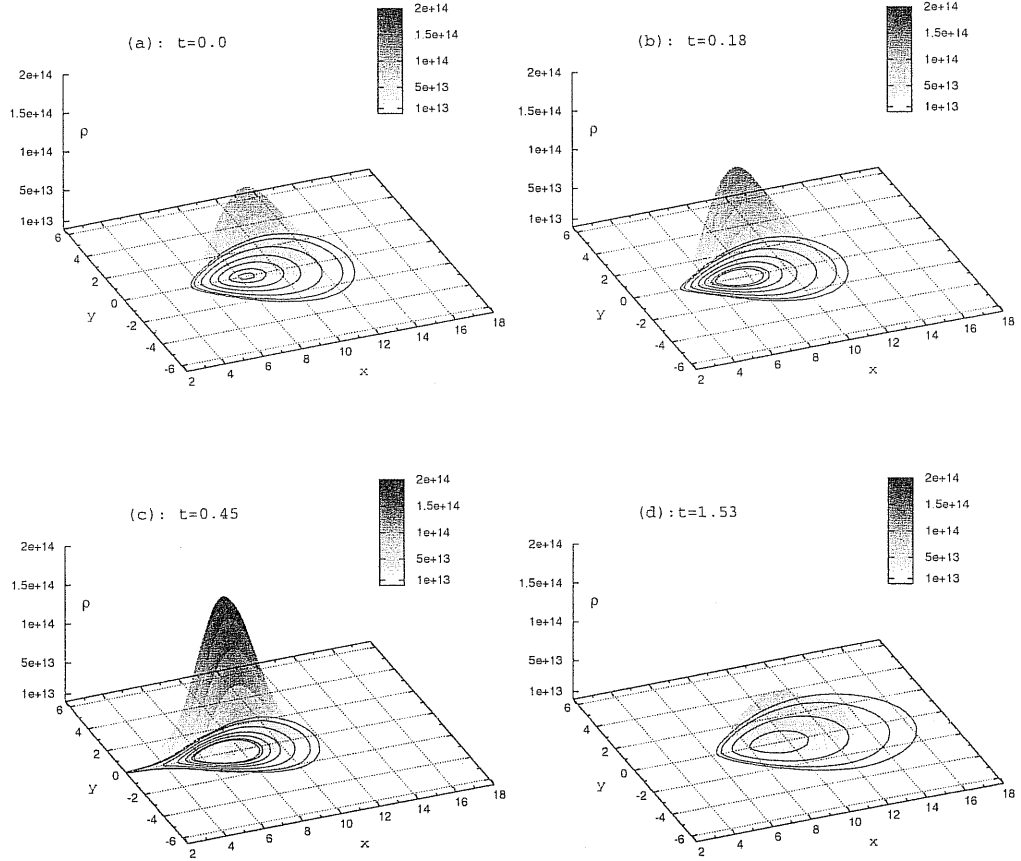 (a): t=0.0
2e+14
1.5e+14
1e+14
5e+13
1e+13
2e+14
1.5e+14
1e+14
5e+13
1e+13
ρ
6
4
2
0
-2
-4
-6
y
2
4
6
8
10
12
14
16
18
x
(b): t=0.18
2e+14
1.5e+14
1e+14
5e+13
1e+13
2e+14
1.5e+14
1e+14
5e+13
1e+13
ρ
6
4
2
0
-2
-4
-6
y
2
4
6
8
10
12
14
16
18
x
(c): t=0.45
2e+14
1.5e+14
1e+14
5e+13
1e+13
2e+14
1.5e+14
1e+14
5e+13
1e+13
ρ
6
4
2
0
-2
-4
-6
y
2
4
6
8
10
12
14
16
18
x
(d):t=1.53
2e+14
1.5e+14
1e+14
5e+13
1e+13
2e+14
1.5e+14
1e+14
5e+13
1e+13
ρ
6
4
2
0
-2
-4
-6
y
2
4
6
8
10
12
14
16
18
x